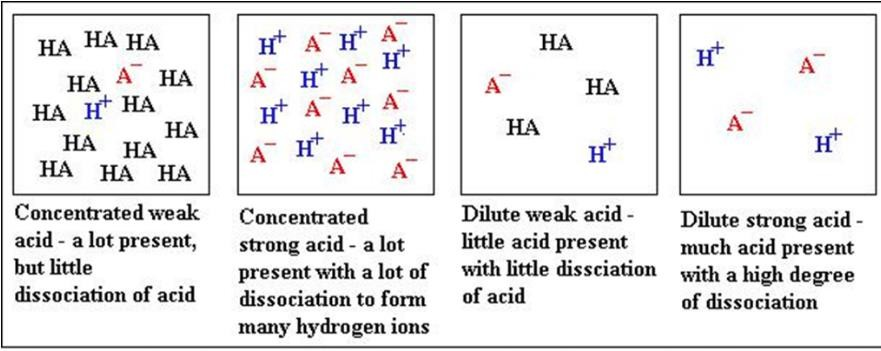 HA HA HA
HA A⁻ HA
HA H⁺ HA
HA HA HA
HA HA HA
Concentrated weak
acid - a lot present,
but little
dissociation of acid
H⁺ A⁻ H⁺ A⁻
A⁻ H⁺ A⁻ H⁺
H⁺ A⁻ H⁺ A⁻
A⁻ H⁺ A⁻ H⁺ A⁻
Concentrated
strong acid - a lot
present with a lot of
dissociation to form
many hydrogen ions
HA
A⁻ HA
HA H⁺
Dilute weak acid -
little acid present
with little dissciation
of acid
H⁺ A⁻
A⁻ H⁺
Dilute strong acid -
much acid present
with a high degree
of dissociation